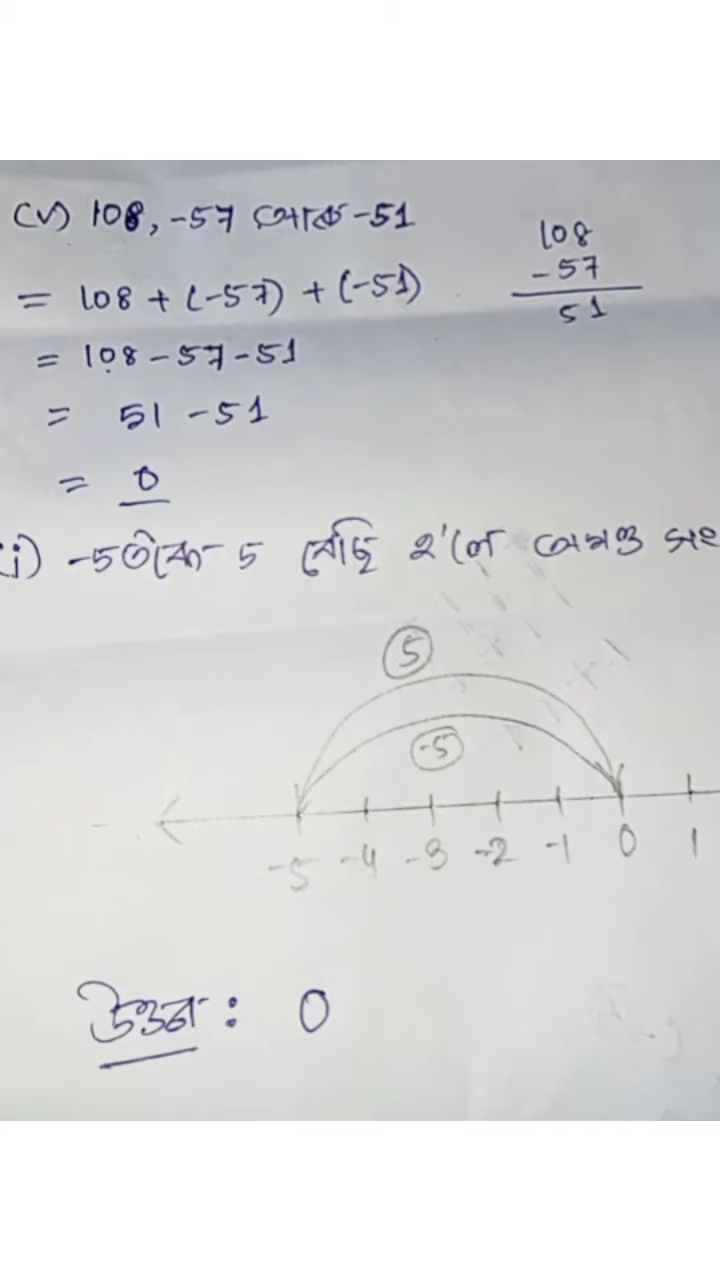 (v) 108, -57 আৰু -51
= 108 + (-57) + (-51)
= 108 - 57 - 51
= 51 - 51
= 0
108
- 57
51
i) -5তকৈ 5 বেছি হ'লে অখণ্ড সং
5
-5
-5 -4 -3 -2 -1 0 1
উত্তৰ : 0